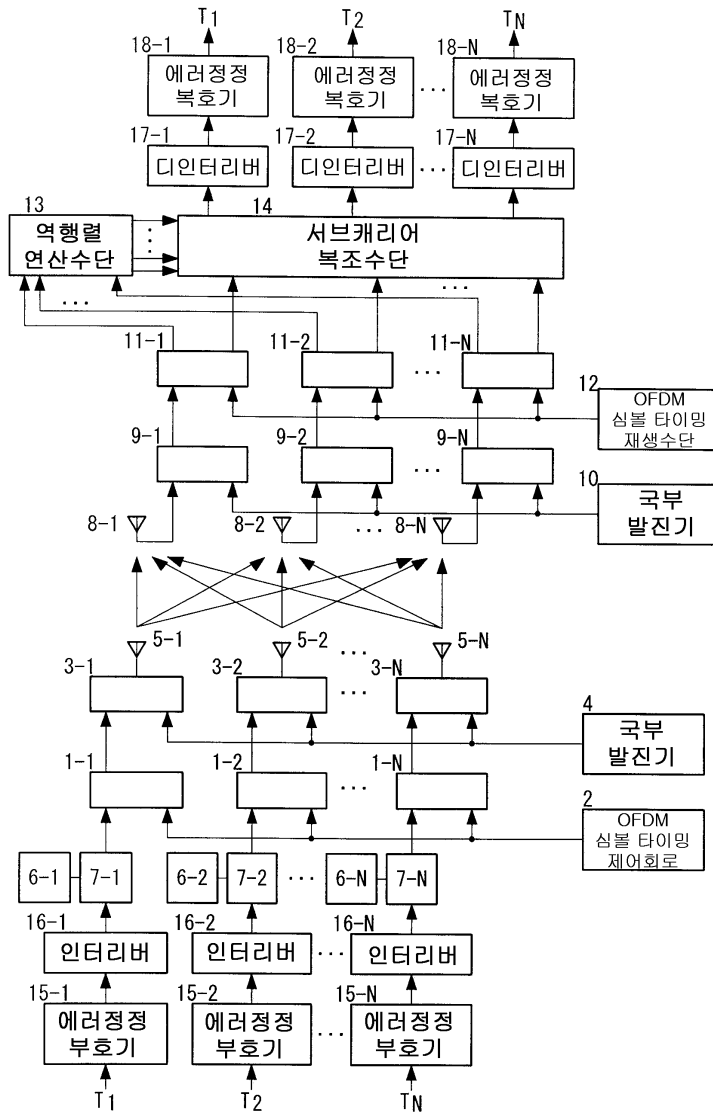 T1 T2 TN
18-1 18-2 18-N
에러정정 에러정정 에러정정
복호기 복호기 ... 복호기
17-1 17-2 17-N
디인터리버 디인터리버 ... 디인터리버
13 14
역행렬 서브캐리어
연산수단 복조수단
... ...
11-1 11-2 11-N
...
12
OFDM
심볼 타이밍
재생수단
9-1 9-2 9-N
...
10
국부
발진기
8-1 8-2 ... 8-N
5-1 5-2 ... 5-N
3-1 3-2 ... 3-N
4
국부
발진기
1-1 1-2 ... 1-N
2
OFDM
심볼 타이밍
제어회로
6-1 7-1 6-2 7-2 ... 6-N 7-N
16-1 16-2 16-N
인터리버 인터리버 ... 인터리버
15-1 15-2 15-N
에러정정 에러정정 ... 에러정정
부호기 부호기 부호기
T1 T2 TN